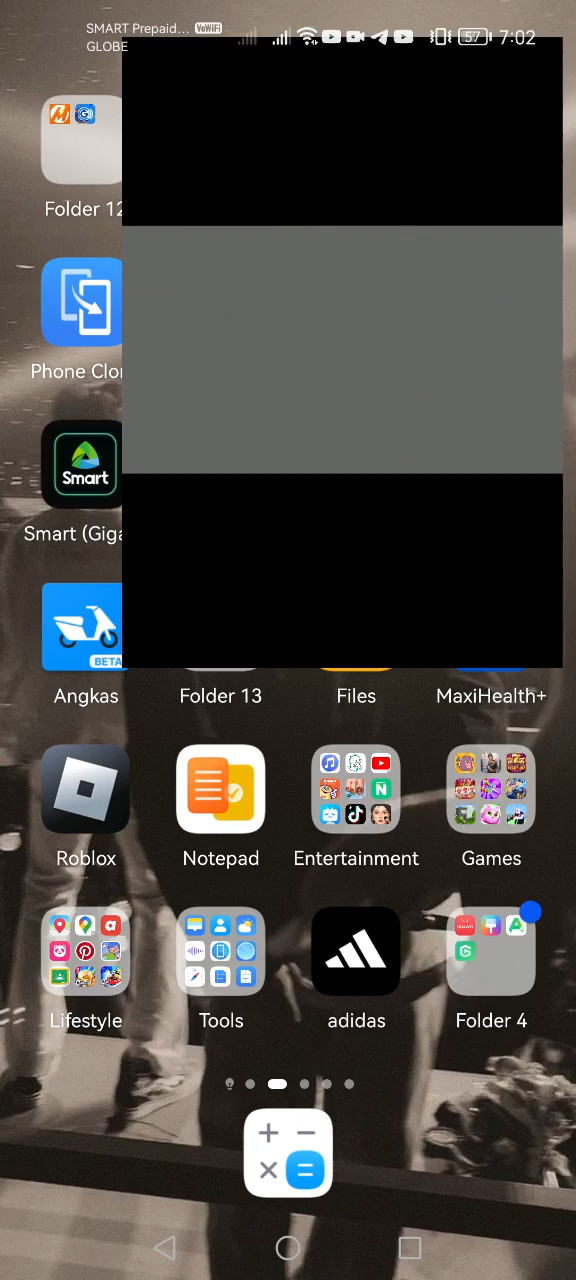 SMART Prepaid... VoWiFi
GLOBE
57 7:02
Folder 12
Phone Clon
Smart
Smart (Giga
BETA
Angkas
Folder 13
Files
MaxiHealth+
Roblox
Notepad
Entertainment
Games
Lifestyle
Tools
adidas
Folder 4